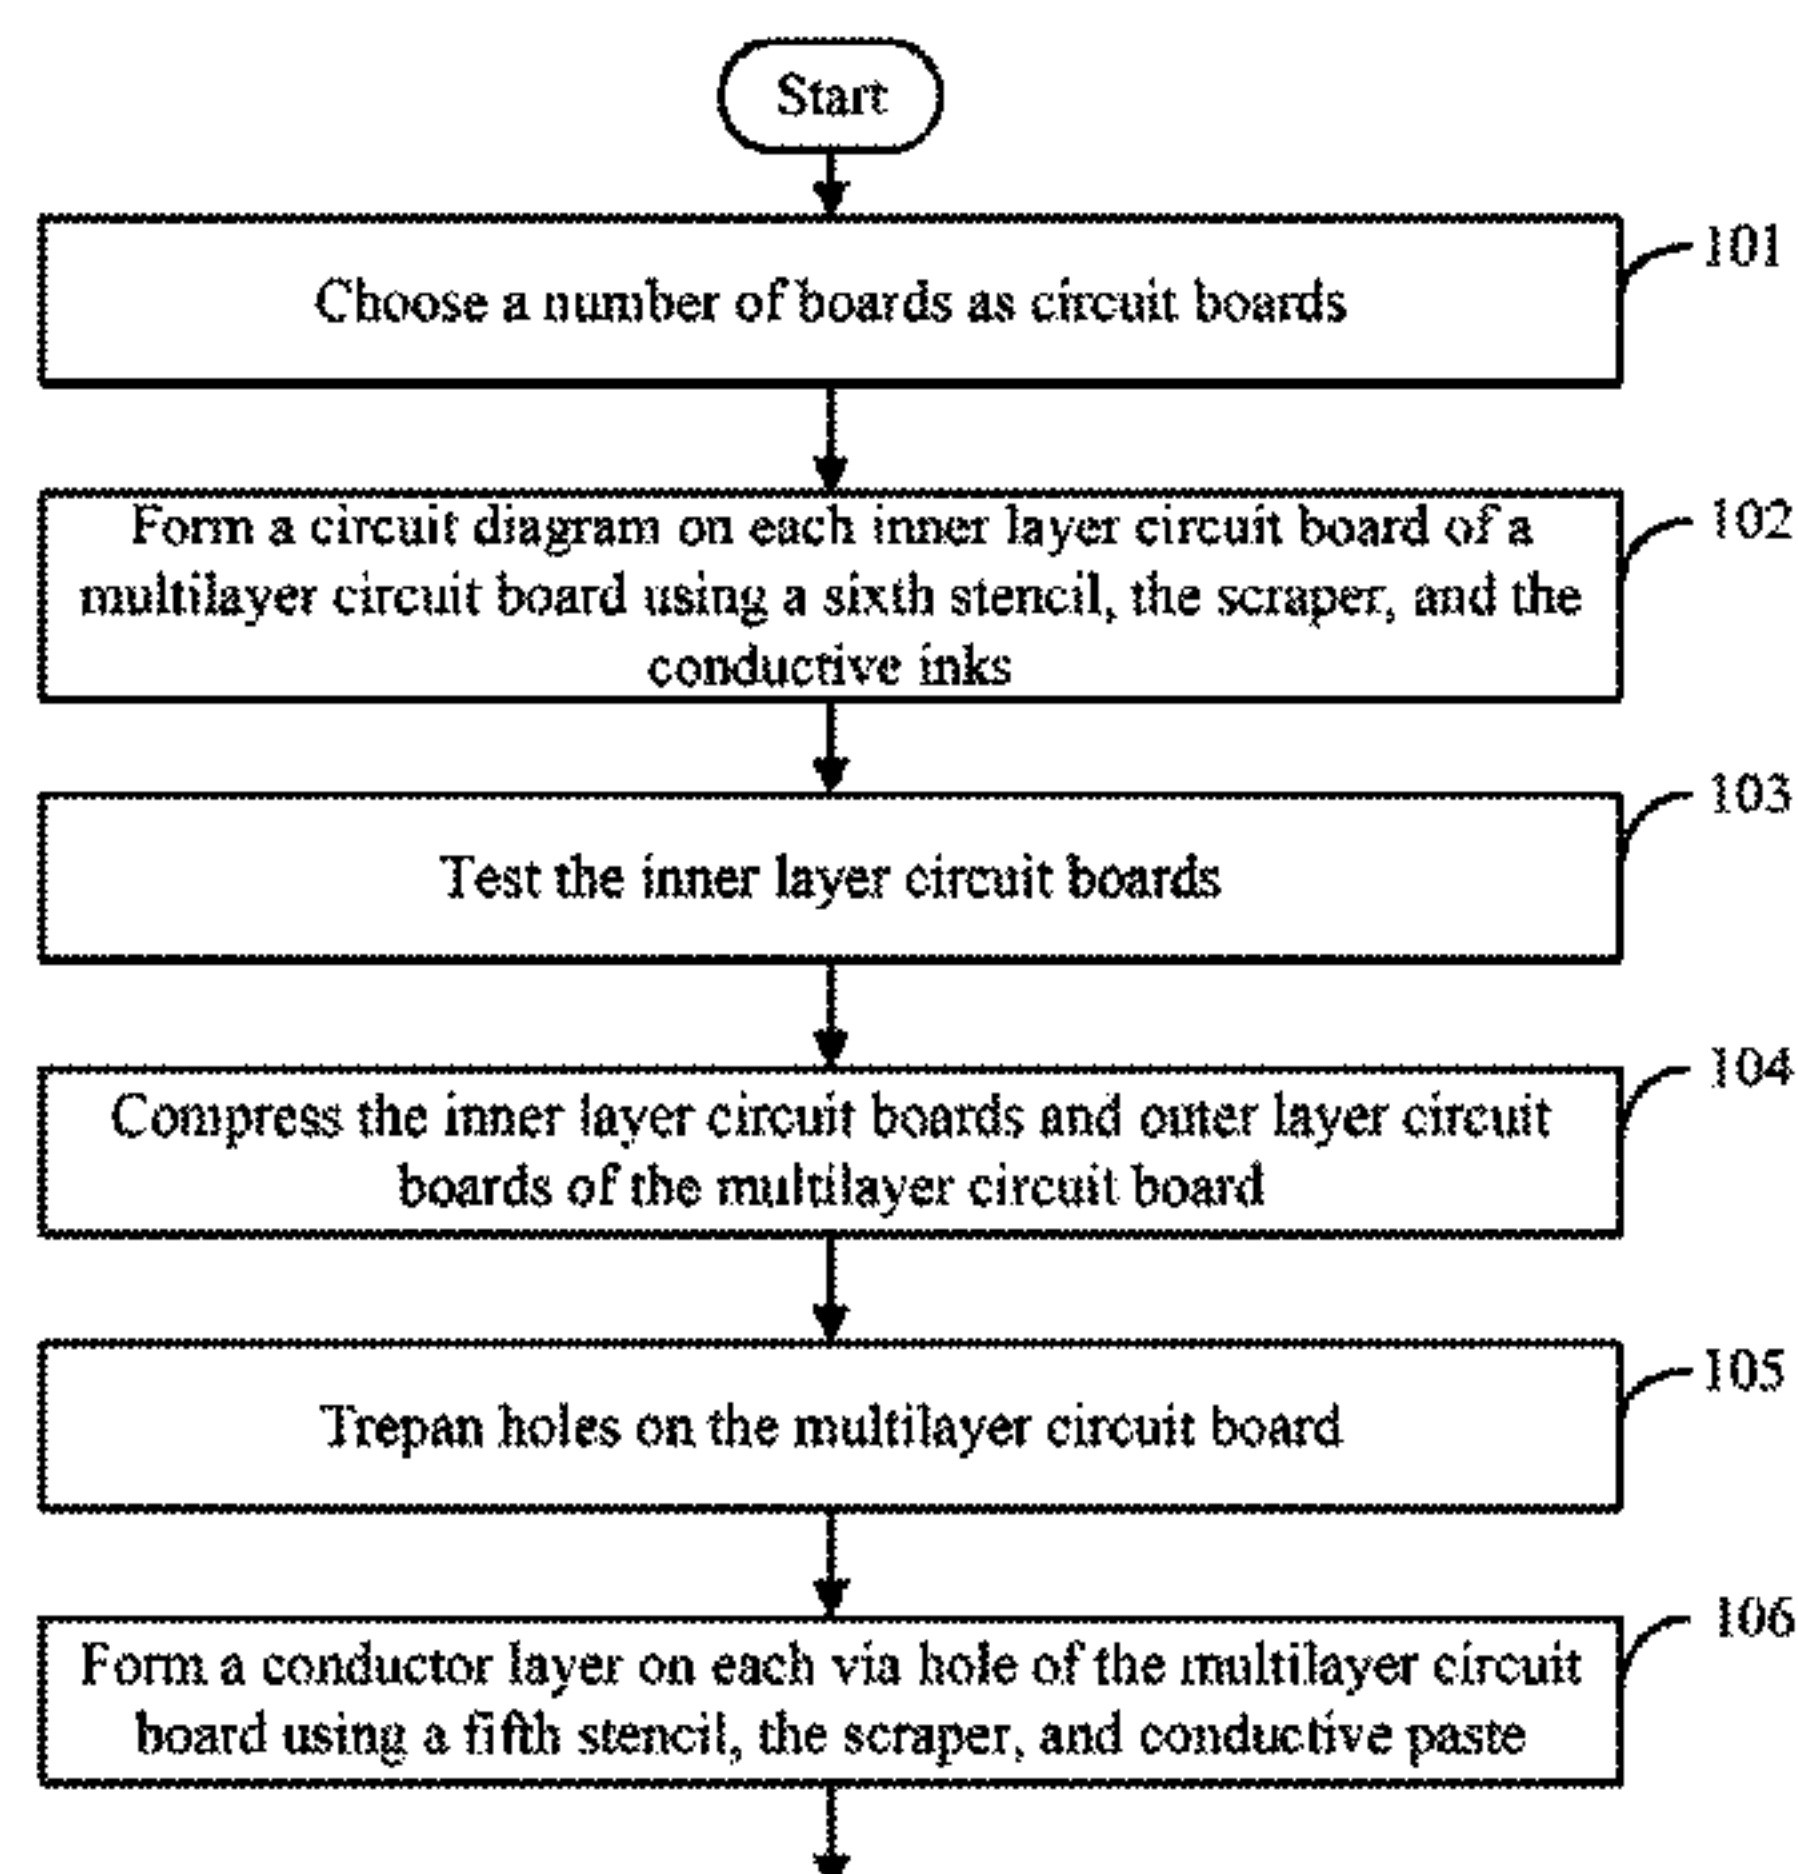 Start
101
Choose a number of boards as circuit boards
102
Form a circuit diagram on each inner layer circuit board of a
multilayer circuit board using a sixth stencil, the scraper, and the
conductive inks
103
Test the inner layer circuit boards
104
Compress the inner layer circuit boards and outer layer circuit
boards of the multilayer circuit board
105
Trepan holes on the multilayer circuit board
106
Form a conductor layer on each via hole of the multilayer circuit
board using a fifth stencil, the scraper, and conductive paste